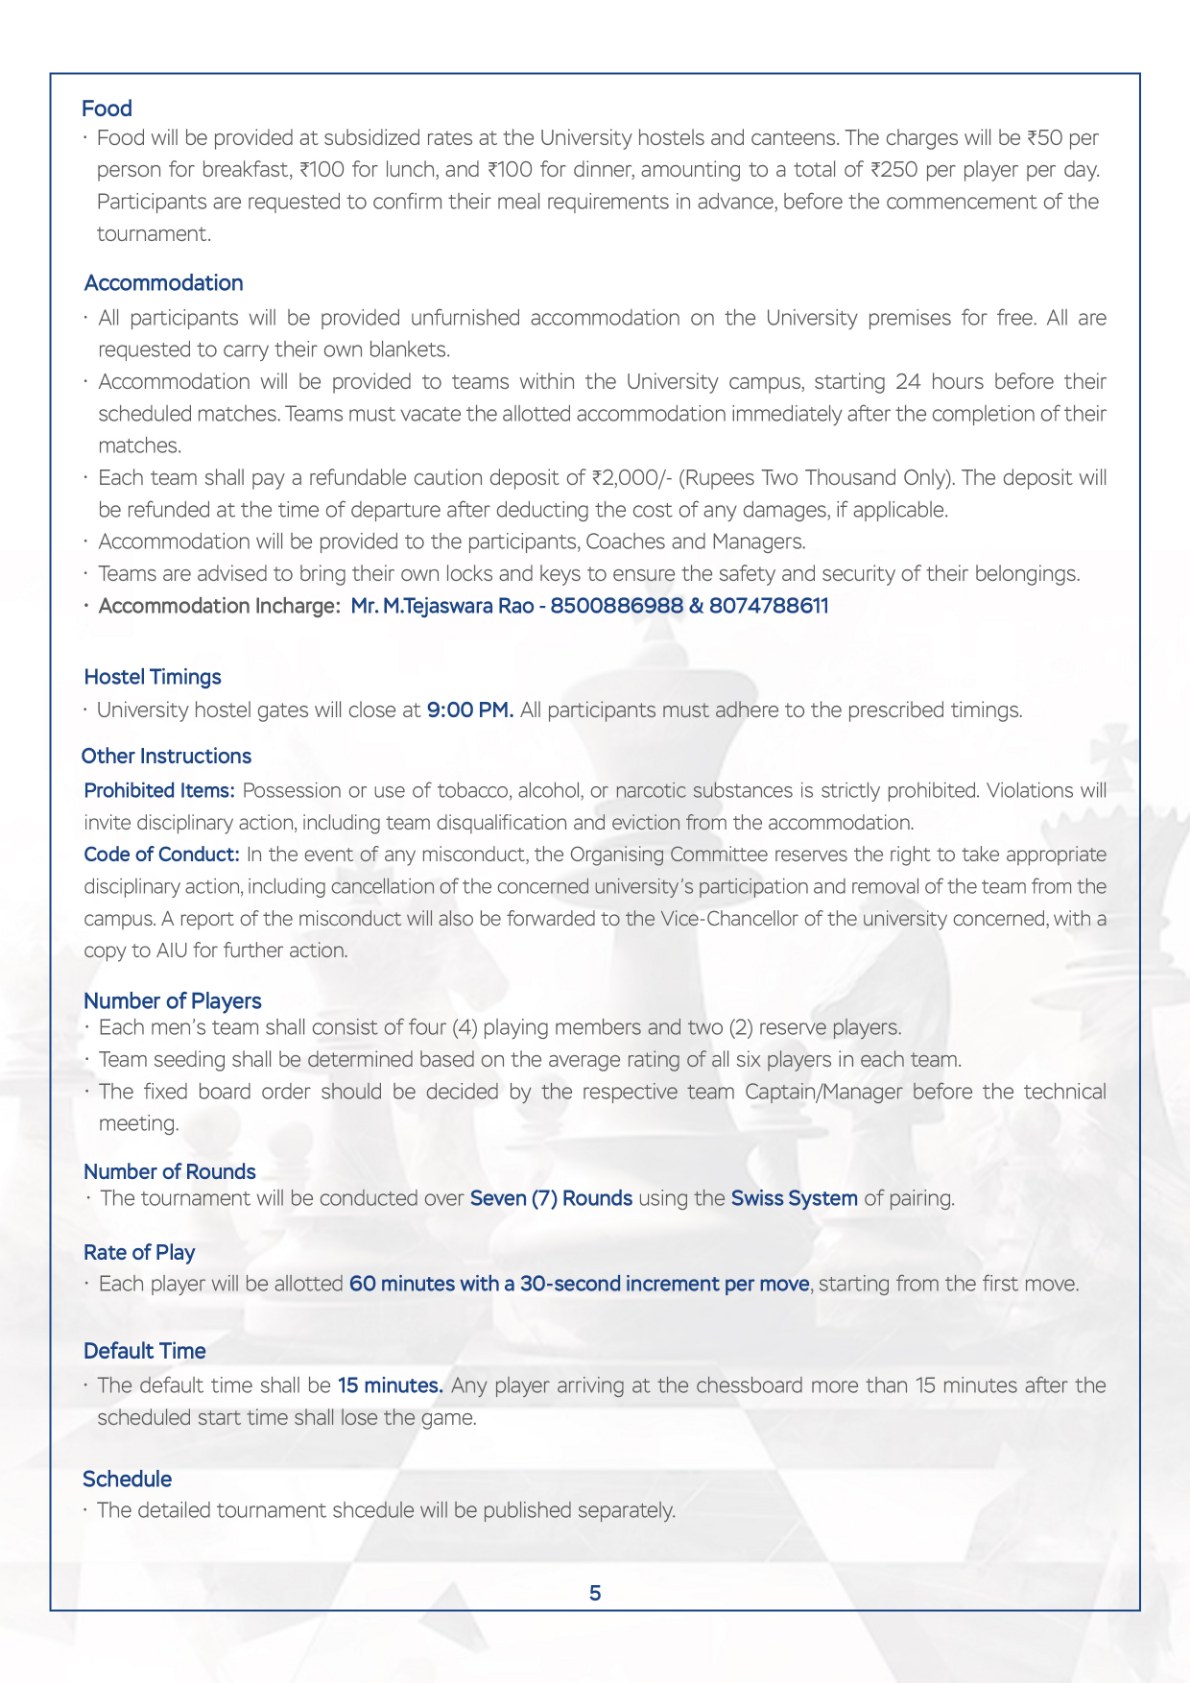 Food
· Food will be provided at subsidized rates at the University hostels and canteens. The charges will be ₹50 per
person for breakfast, ₹100 for lunch, and ₹100 for dinner, amounting to a total of ₹250 per player per day.
Participants are requested to confirm their meal requirements in advance, before the commencement of the
tournament.
Accommodation
· All participants will be provided unfurnished accommodation on the University premises for free. All are
requested to carry their own blankets.
· Accommodation will be provided to teams within the University campus, starting 24 hours before their
scheduled matches. Teams must vacate the allotted accommodation immediately after the completion of their
matches.
· Each team shall pay a refundable caution deposit of ₹2,000/- (Rupees Two Thousand Only). The deposit will
be refunded at the time of departure after deducting the cost of any damages, if applicable.
· Accommodation will be provided to the participants, Coaches and Managers.
· Teams are advised to bring their own locks and keys to ensure the safety and security of their belongings.
· Accommodation Incharge: Mr. M.Tejaswara Rao - 8500886988 & 8074788611
Hostel Timings
· University hostel gates will close at 9:00 PM. All participants must adhere to the prescribed timings.
Other Instructions
Prohibited Items: Possession or use of tobacco, alcohol, or narcotic substances is strictly prohibited. Violations will
invite disciplinary action, including team disqualification and eviction from the accommodation.
Code of Conduct: In the event of any misconduct, the Organising Committee reserves the right to take appropriate
disciplinary action, including cancellation of the concerned university's participation and removal of the team from the
campus. A report of the misconduct will also be forwarded to the Vice-Chancellor of the university concerned, with a
copy to AIU for further action.
Number of Players
· Each men's team shall consist of four (4) playing members and two (2) reserve players.
· Team seeding shall be determined based on the average rating of all six players in each team.
· The fixed board order should be decided by the respective team Captain/Manager before the technical
meeting.
Number of Rounds
· The tournament will be conducted over Seven (7) Rounds using the Swiss System of pairing.
Rate of Play
· Each player will be allotted 60 minutes with a 30-second increment per move, starting from the first move.
Default Time
· The default time shall be 15 minutes. Any player arriving at the chessboard more than 15 minutes after the
scheduled start time shall lose the game.
Schedule
· The detailed tournament shcedule will be published separately.
5